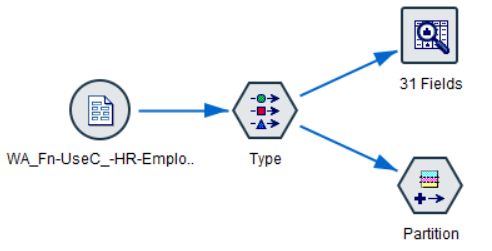 31 Fields
WA_Fn-UseC_-HR-Emplo..
Type
Partition